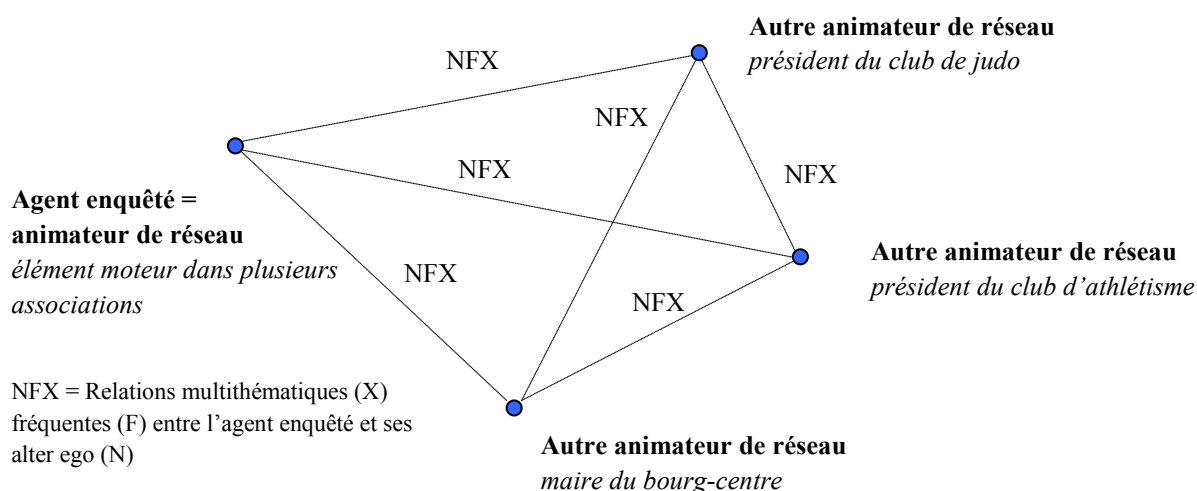 Autre animateur de réseau
président du club de judo
NFX
NFX
NFX
NFX
Agent enquêté =
animateur de réseau
élément moteur dans plusieurs
associations
Autre animateur de réseau
président du club d’athlétisme
NFX
NFX
NFX = Relations multithématiques (X)
fréquentes (F) entre l’agent enquêté et ses
alter ego (N)
Autre animateur de réseau
maire du bourg-centre